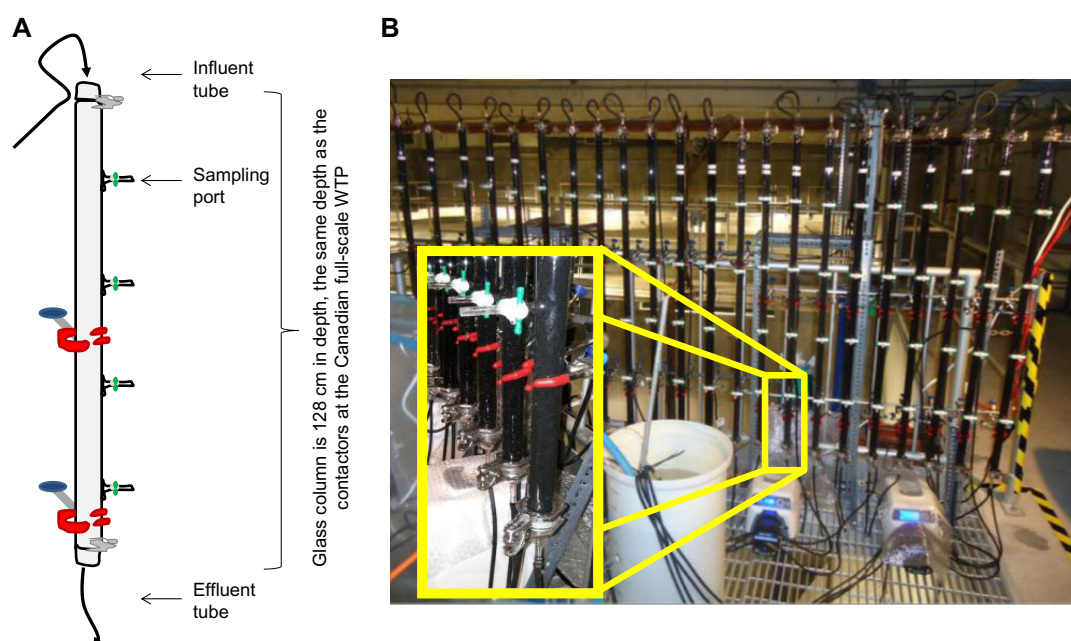 A
B
Influent
tube
Sampling
port
Glass column is 128 cm in depth, the same depth as the
contactors at the Canadian full-scale WTP
Effluent
tube